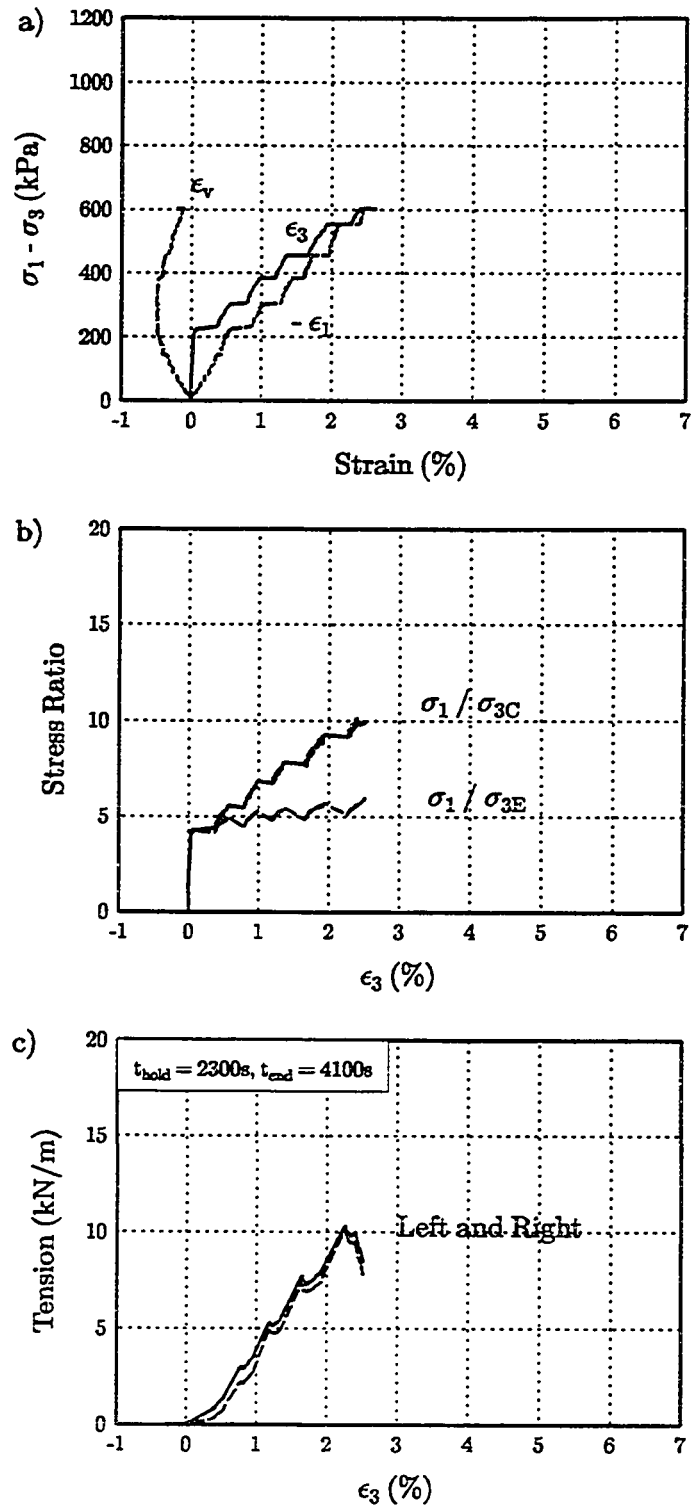 a)
1200
1000
800
600
400
200
0
σ₁ - σ₃ (kPa)
ϵᵥ
ϵ₃
- ϵ₁
-1 0 1 2 3 4 5 6 7
Strain (%)
b)
20
15
10
5
0
Stress Ratio
σ₁ / σ₃C
σ₁ / σ₃E
-1 0 1 2 3 4 5 6 7
ϵ₃ (%)
c)
20
15
10
5
0
Tension (kN/m)
t_hold = 2300s, t_end = 4100s
Left and Right
-1 0 1 2 3 4 5 6 7
ϵ₃ (%)